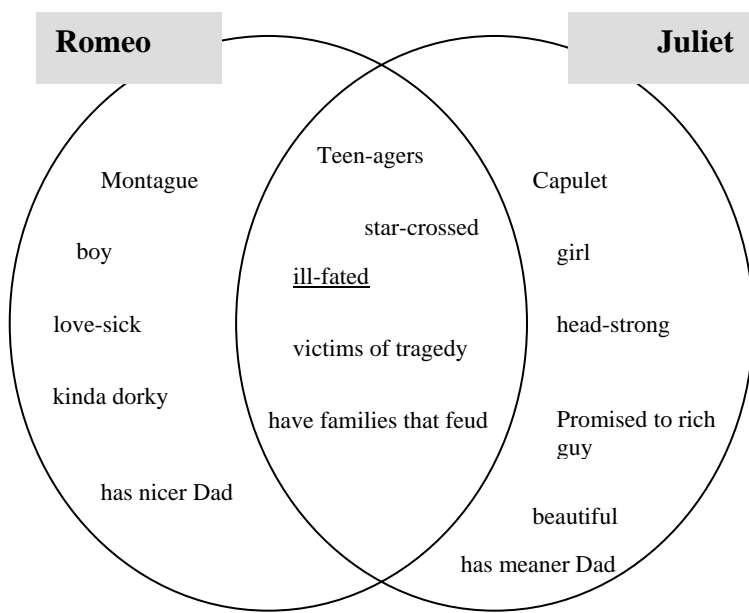 Romeo
Juliet
Montague
boy
love-sick
kinda dorky
has nicer Dad
Teen-agers
star-crossed
ill-fated
victims of tragedy
have families that feud
Capulet
girl
head-strong
Promised to rich
guy
beautiful
has meaner Dad